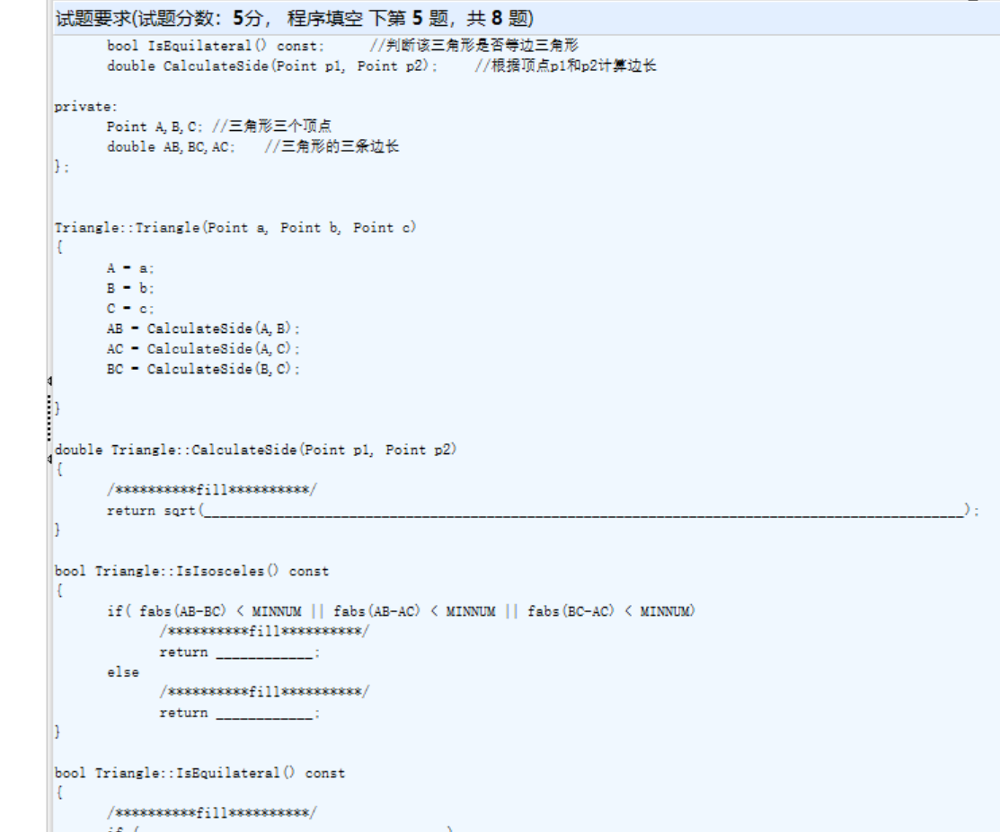 试题要求(试题分数：5分， 程序填空 下第 5 题，共 8 题)
bool IsEquilateral() const; //判断该三角形是否等边三角形
double CalculateSide(Point p1, Point p2); //根据顶点p1和p2计算边长
private:
Point A,B,C; //三角形三个顶点
double AB,BC,AC; //三角形的三条边长
};
Triangle::Triangle(Point a, Point b, Point c)
{
A = a;
B = b;
C = c;
AB = CalculateSide(A,B);
AC = CalculateSide(A,C);
BC = CalculateSide(B,C);
}
double Triangle::CalculateSide(Point p1, Point p2)
{
/**********fill**********/
return sqrt(______________________________________________________________________________________________);
}
bool Triangle::IsIsosceles() const
{
if( fabs(AB-BC) < MINNUM || fabs(AB-AC) < MINNUM || fabs(BC-AC) < MINNUM)
/**********fill**********/
return ____________;
else
/**********fill**********/
return ____________;
}
bool Triangle::IsEquilateral() const
{
/**********fill**********/